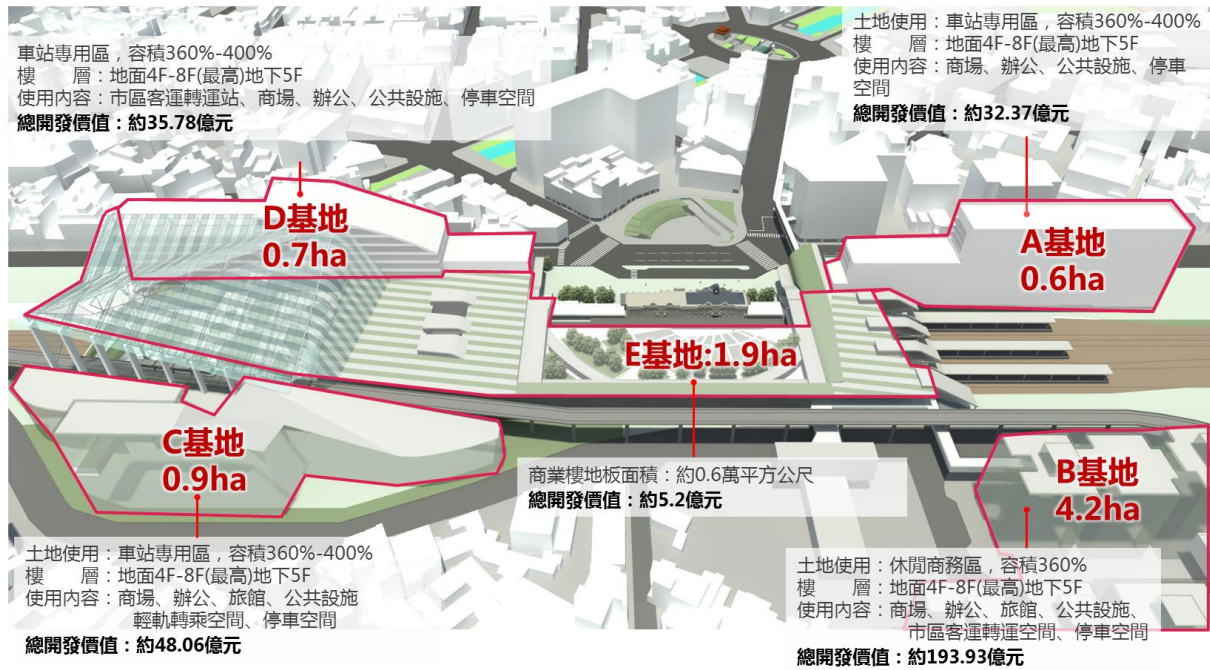 車站專用區，容積360%-400%
樓　　層：地面4F-8F(最高)地下5F
使用內容：市區客運轉運站、商場、辦公、公共設施、停車空間
總開發價值：約35.78億元
土地使用：車站專用區，容積360%-400%
樓　　層：地面4F-8F(最高)地下5F
使用內容：商場、辦公、公共設施、停車
空間
總開發價值：約32.37億元
D基地
0.7ha
A基地
0.6ha
E基地:1.9ha
C基地
0.9ha
B基地
4.2ha
商業樓地板面積：約0.6萬平方公尺
總開發價值：約5.2億元
土地使用：車站專用區，容積360%-400%
樓　　層：地面4F-8F(最高)地下5F
使用內容：商場、辦公、旅館、公共設施
輕軌轉乘空間、停車空間
總開發價值：約48.06億元
土地使用：休閒商務區，容積360%
樓　　層：地面4F-8F(最高)地下5F
使用內容：商場、辦公、旅館、公共設施、
市區客運轉運空間、停車空間
總開發價值：約193.93億元